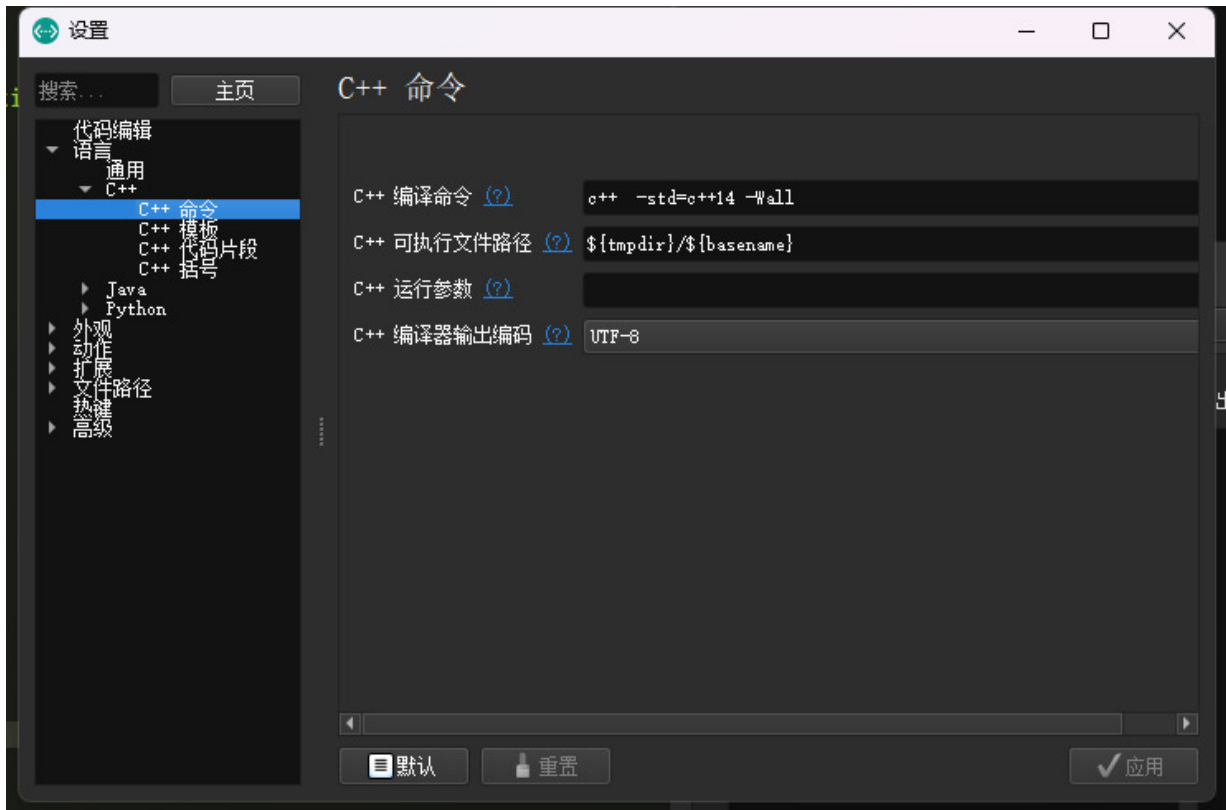 设置
搜索...
主页
代码编辑
语言
通用
C++
C++ 命令
C++ 模板
C++ 代码片段
C++ 括号
Java
Python
外观
动作
扩展
文件路径
热键
高级
C++ 命令
C++ 编译命令 (?) c++ -std=c++14 -Wall
C++ 可执行文件路径 (?) ${tmpdir}/${basename}
C++ 运行参数 (?)
C++ 编译器输出编码 (?) UTF-8
默认
重置
应用